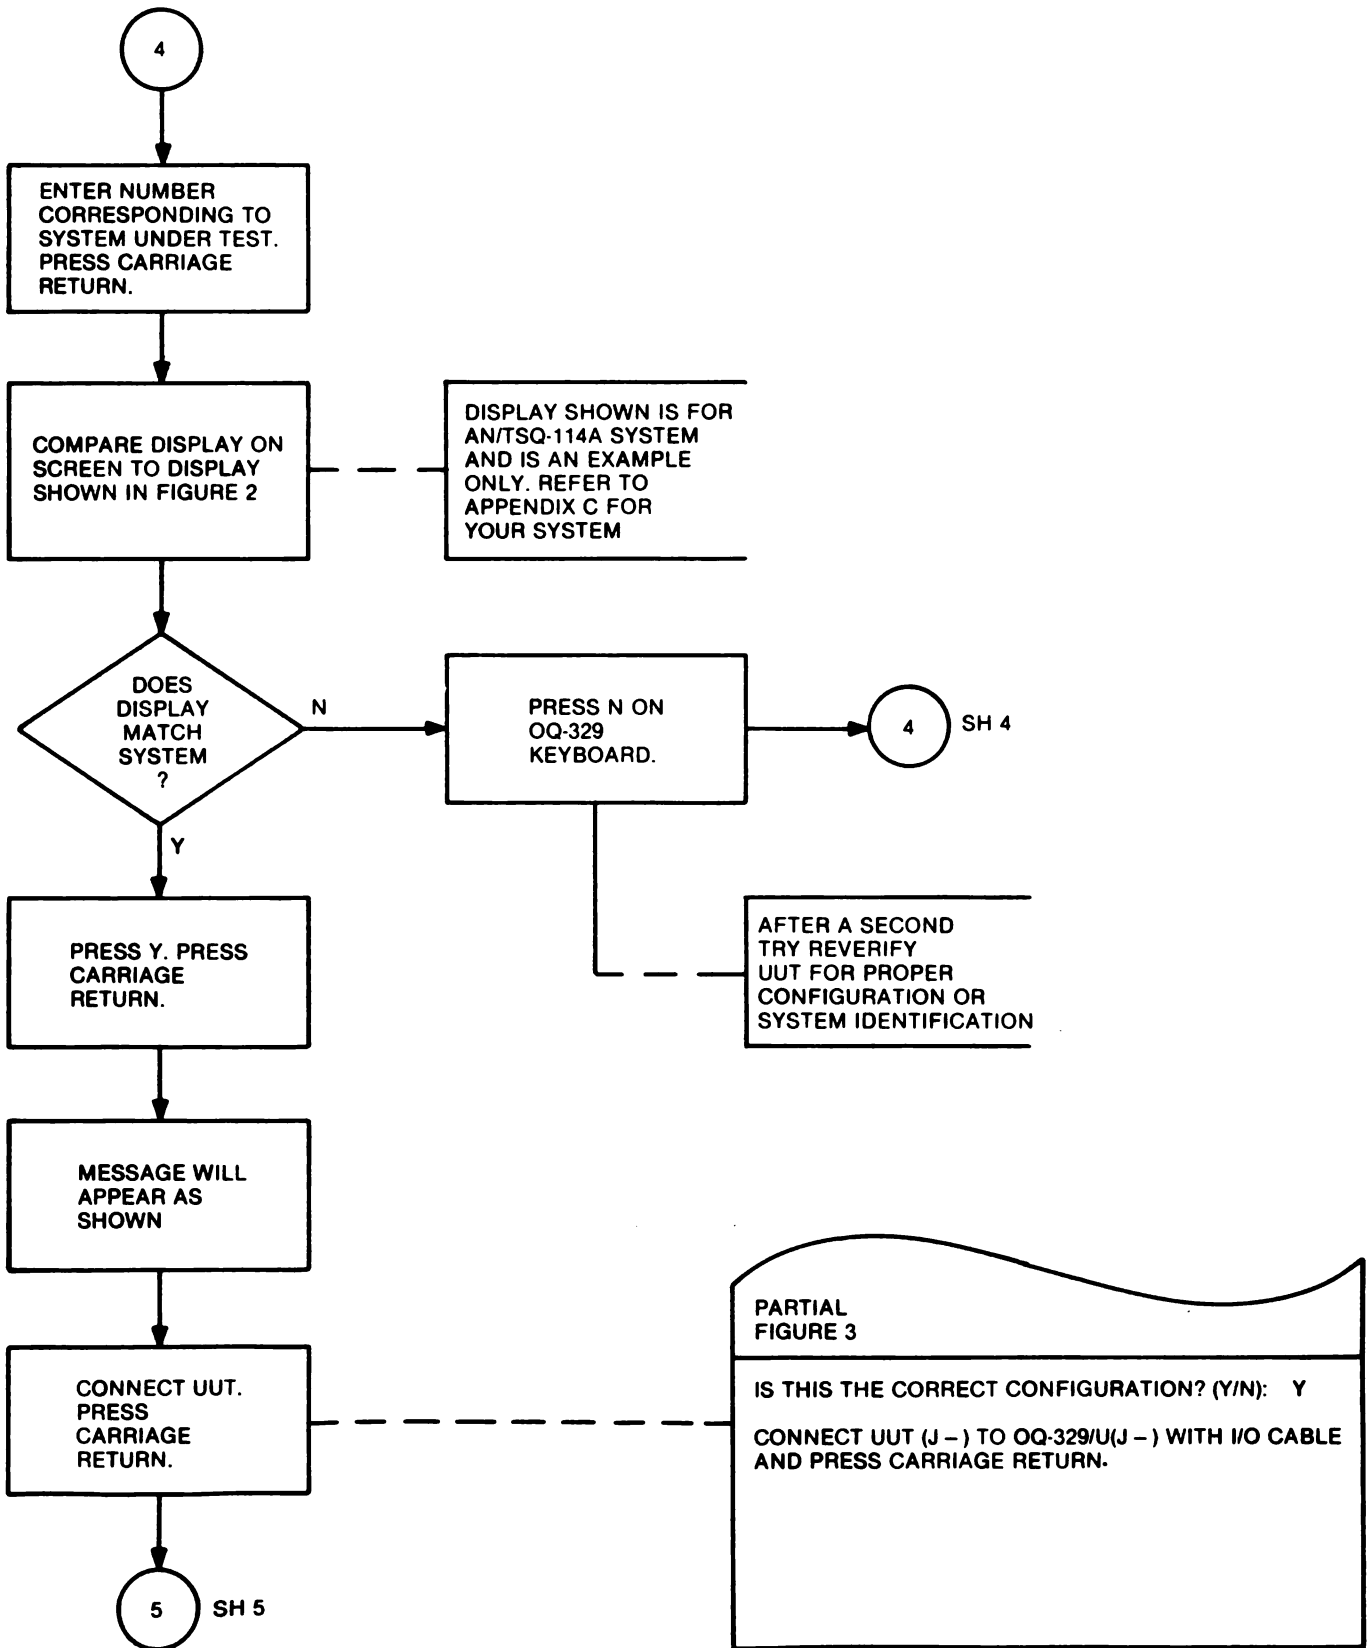 4
ENTER NUMBER
CORRESPONDING TO
SYSTEM UNDER TEST.
PRESS CARRIAGE
RETURN.
COMPARE DISPLAY ON
SCREEN TO DISPLAY
SHOWN IN FIGURE 2
DISPLAY SHOWN IS FOR
AN/TSQ-114A SYSTEM
AND IS AN EXAMPLE
ONLY. REFER TO
APPENDIX C FOR
YOUR SYSTEM
DOES
DISPLAY
MATCH
SYSTEM
?
N
PRESS N ON
OQ-329
KEYBOARD.
4
SH 4
Y
AFTER A SECOND
TRY REVERIFY
UUT FOR PROPER
CONFIGURATION OR
SYSTEM IDENTIFICATION
PRESS Y. PRESS
CARRIAGE
RETURN.
MESSAGE WILL
APPEAR AS
SHOWN
CONNECT UUT.
PRESS
CARRIAGE
RETURN.
PARTIAL
FIGURE 3
IS THIS THE CORRECT CONFIGURATION? (Y/N): Y
CONNECT UUT (J – ) TO OQ-329/U(J – ) WITH I/O CABLE
AND PRESS CARRIAGE RETURN.
5
SH 5